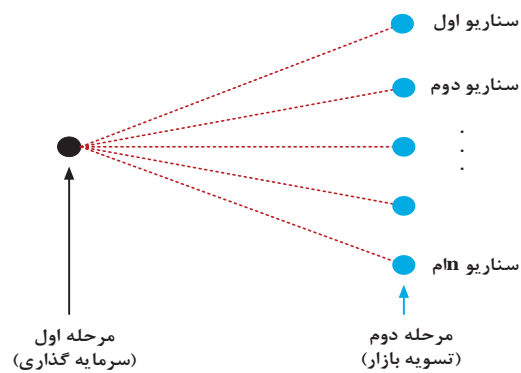 سناریو اول
سناریو دوم
.
.
.
سناریو nام
مرحله دوم
(تسویه بازار)
مرحله اول
(سرمایه گذاری)